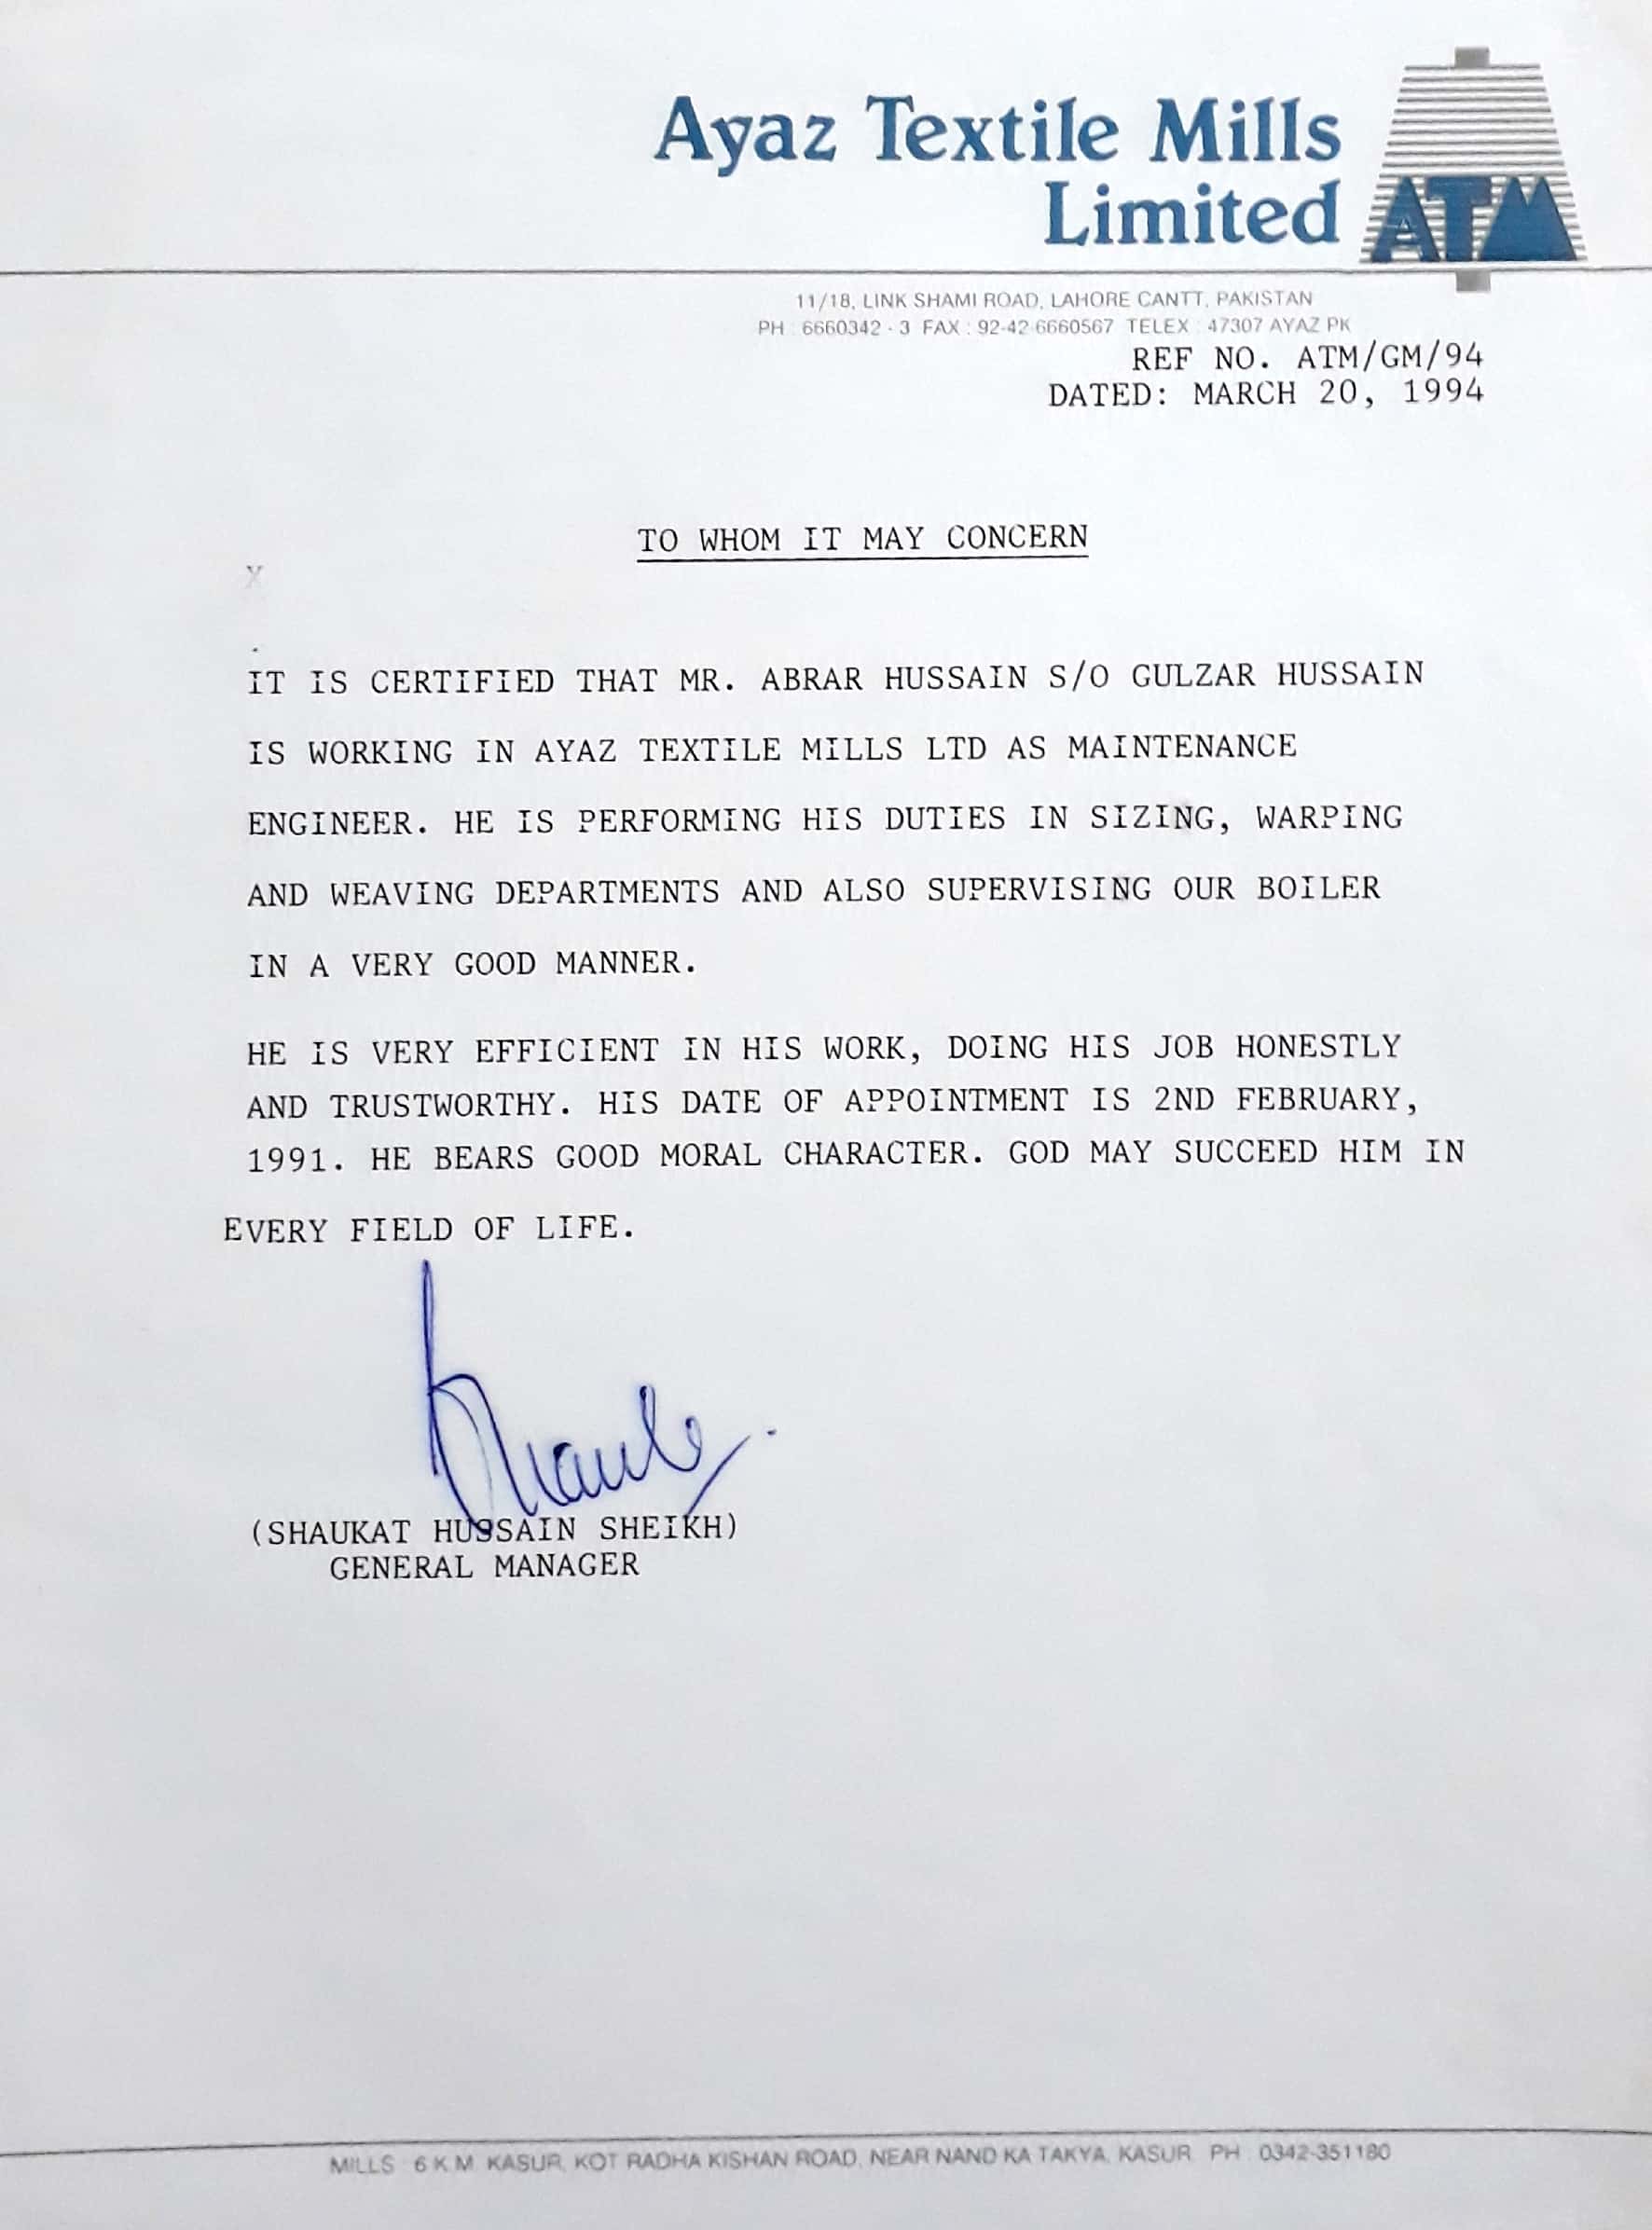 Ayaz Textile Mills
Limited
ATM
11/18, LINK SHAMI ROAD, LAHORE CANTT, PAKISTAN
PH : 6660342 - 3 FAX : 92-42-6660567 TELEX : 47307 AYAZ PK
REF NO. ATM/GM/94
DATED: MARCH 20, 1994
TO WHOM IT MAY CONCERN
X
IT IS CERTIFIED THAT MR. ABRAR HUSSAIN S/O GULZAR HUSSAIN
IS WORKING IN AYAZ TEXTILE MILLS LTD AS MAINTENANCE
ENGINEER. HE IS PERFORMING HIS DUTIES IN SIZING, WARPING
AND WEAVING DEPARTMENTS AND ALSO SUPERVISING OUR BOILER
IN A VERY GOOD MANNER.
HE IS VERY EFFICIENT IN HIS WORK, DOING HIS JOB HONESTLY
AND TRUSTWORTHY. HIS DATE OF APPOINTMENT IS 2ND FEBRUARY,
1991. HE BEARS GOOD MORAL CHARACTER. GOD MAY SUCCEED HIM IN
EVERY FIELD OF LIFE.
(SHAUKAT HUSSAIN SHEIKH)
GENERAL MANAGER
MILLS : 6 K.M. KASUR, KOT RADHA KISHAN ROAD, NEAR NAND KA TAKYA, KASUR PH : 0342-351180